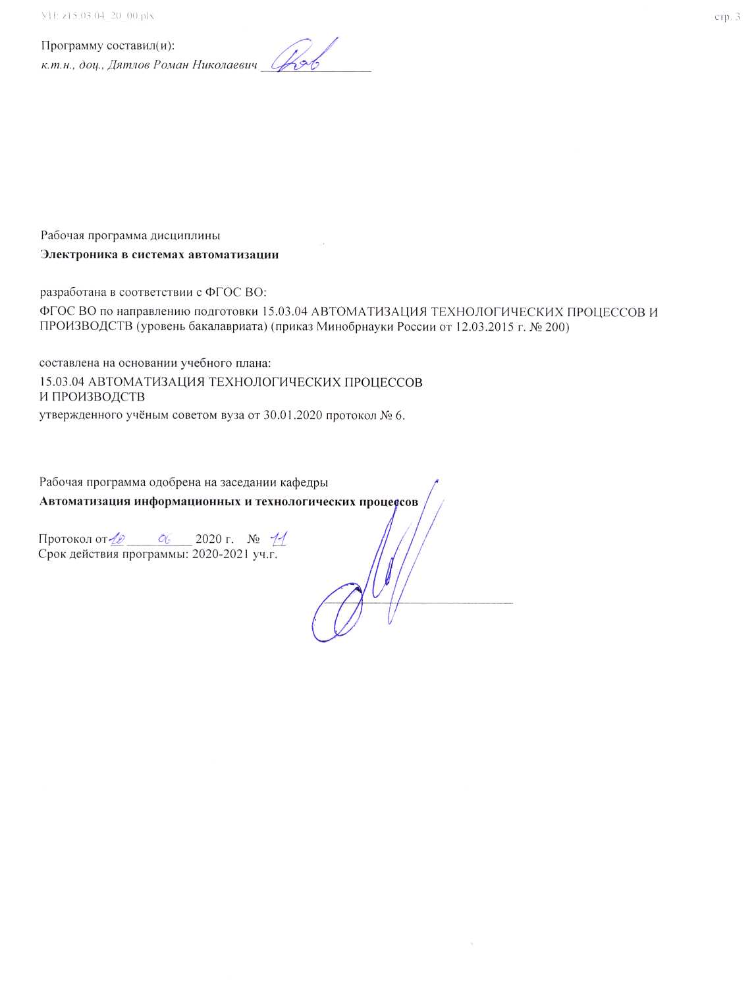 УП: z15.03.04_20_00.plx
стр. 3
Программу составил(и):
к.т.н., доц., Дятлов Роман Николаевич
Рабочая программа дисциплины
Электроника в системах автоматизации
разработана в соответствии с ФГОС ВО:
ФГОС ВО по направлению подготовки 15.03.04 АВТОМАТИЗАЦИЯ ТЕХНОЛОГИЧЕСКИХ ПРОЦЕССОВ И
ПРОИЗВОДСТВ (уровень бакалавриата) (приказ Минобрнауки России от 12.03.2015 г. № 200)
составлена на основании учебного плана:
15.03.04 АВТОМАТИЗАЦИЯ ТЕХНОЛОГИЧЕСКИХ ПРОЦЕССОВ
И ПРОИЗВОДСТВ
утвержденного учёным советом вуза от 30.01.2020 протокол № 6.
Рабочая программа одобрена на заседании кафедры
Автоматизация информационных и технологических процессов
Протокол от 06 2020 г. № 11
Срок действия программы: 2020-2021 уч.г.